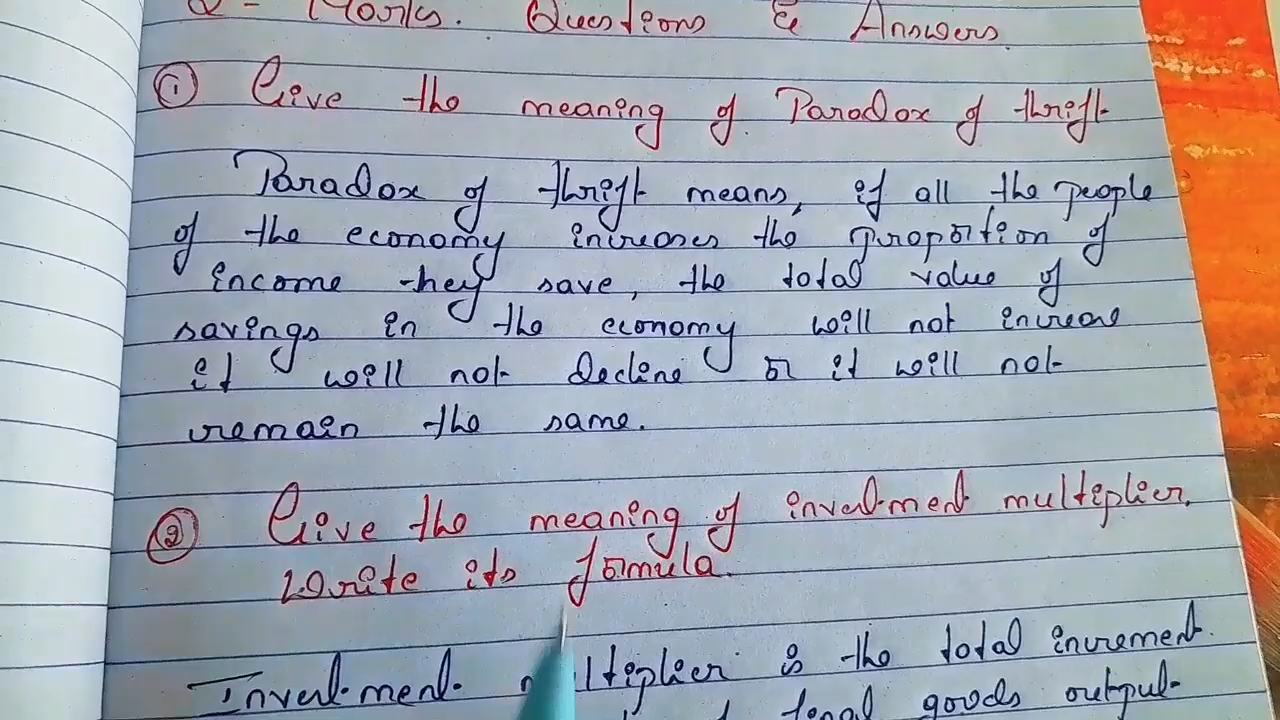 2 - Marks. Questions & Answers.
① Give the meaning of Paradox of thrift
Paradox of thrift means, if all the people
of the economy increases the proportion of
income they save, the total value of
savings in the economy will not increase
it will not decline or it will not
remain the same.
② Give the meaning of investment multiplier.
Write its formula.
Investment multiplier is the total increment
final goods output